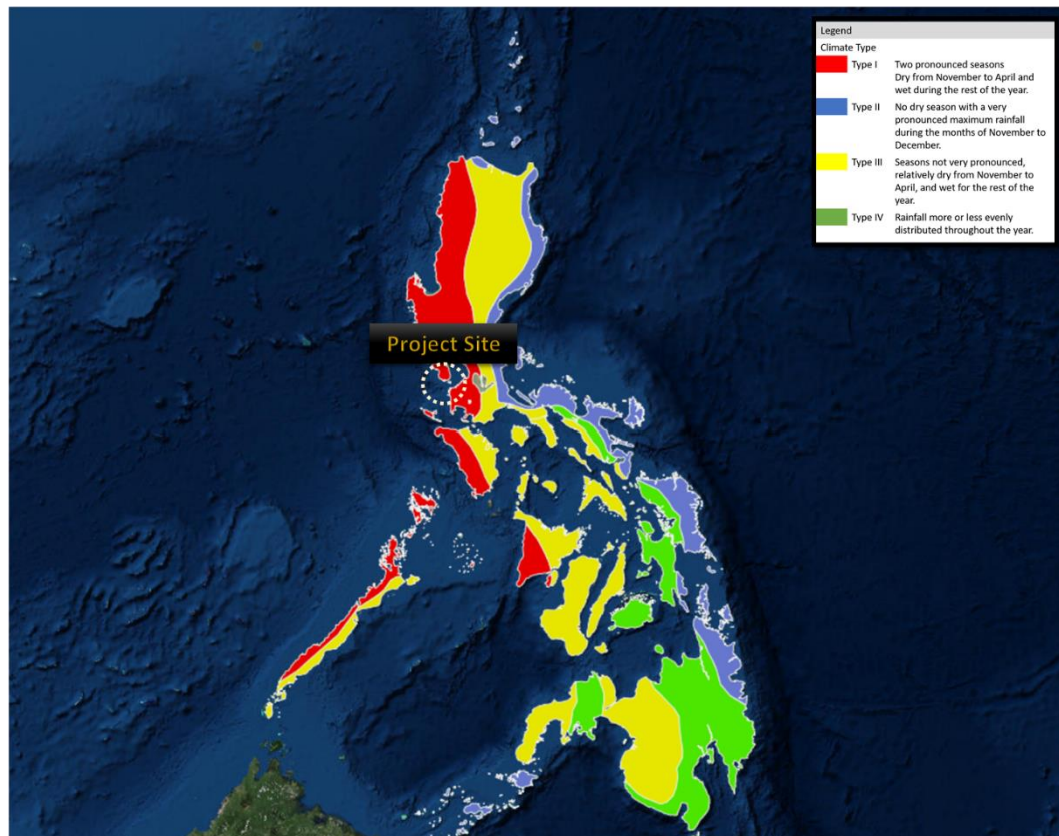 Legend
Climate Type
Type I Two pronounced seasons
Dry from November to April and
wet during the rest of the year.
Type II No dry season with a very
pronounced maximum rainfall
during the months of November to
December.
Type III Seasons not very pronounced,
relatively dry from November to
April, and wet for the rest of the
year.
Type IV Rainfall more or less evenly
distributed throughout the year.
Project Site